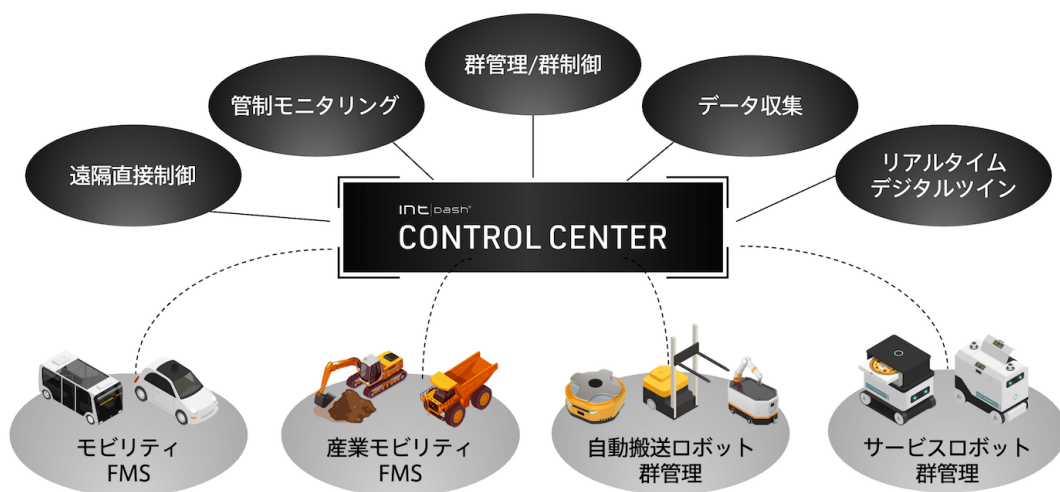 群管理/群制御
管制モニタリング
データ収集
遠隔直接制御
リアルタイム
デジタルツイン
int dash®
CONTROL CENTER
モビリティ
FMS
産業モビリティ
FMS
自動搬送ロボット
群管理
サービスロボット
群管理